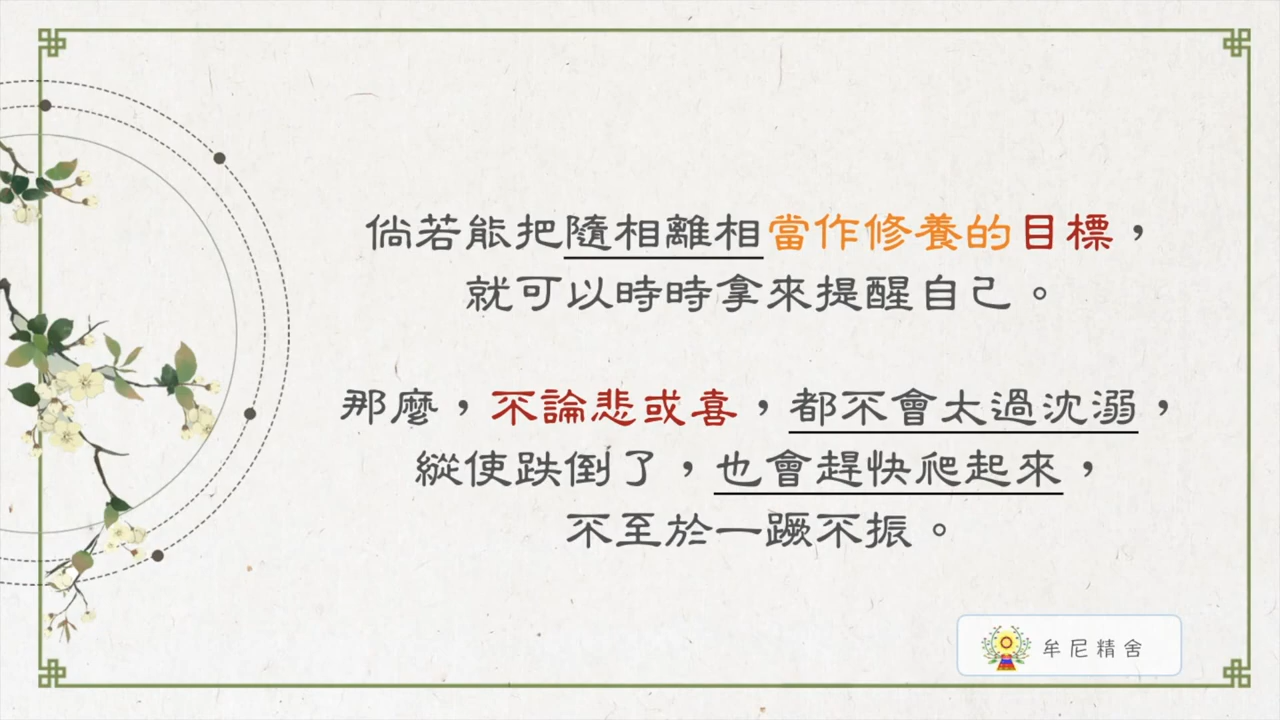 倘若能把隨相離相當作修養的目標，
就可以時時拿來提醒自己。
那麼，不論悲或喜，都不會太過沈溺，
縱使跌倒了，也會趕快爬起來，
不至於一蹶不振。
牟尼精舍